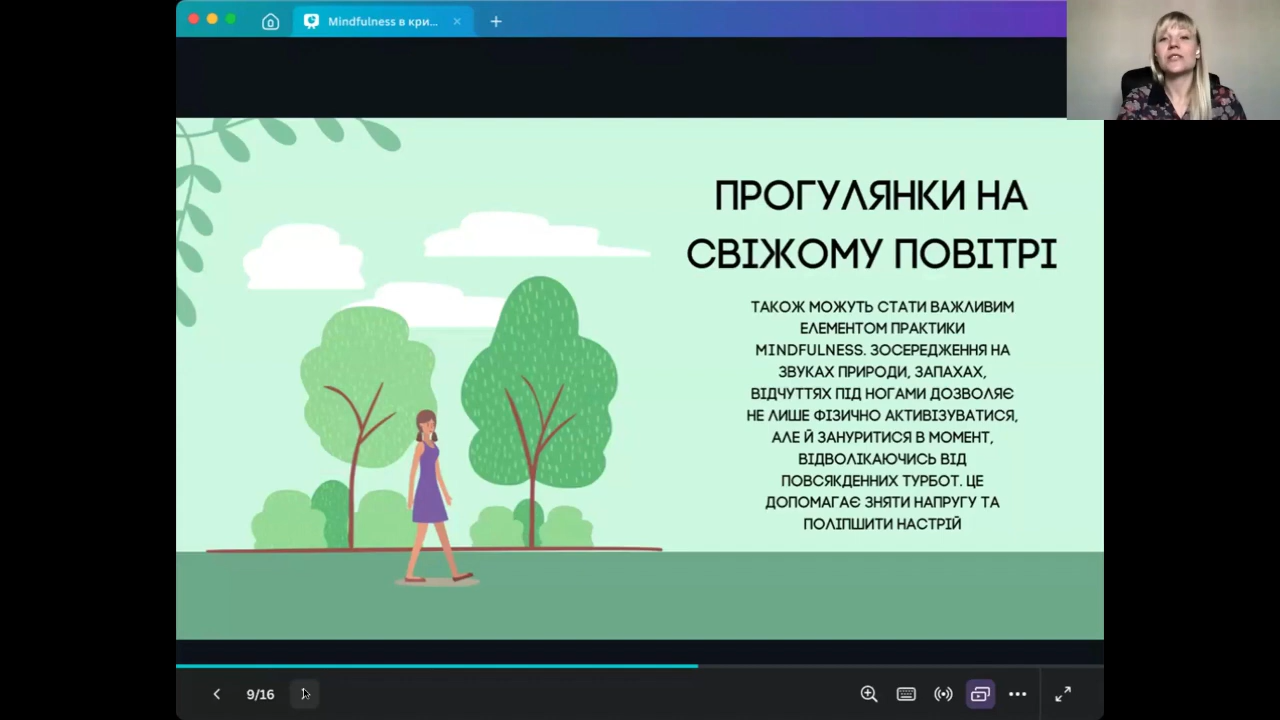 Mindfulness в кри...
ПРОГУЛЯНКИ НА
СВІЖОМУ ПОВІТРІ
ТАКОЖ МОЖУТЬ СТАТИ ВАЖЛИВИМ
ЕЛЕМЕНТОМ ПРАКТИКИ
MINDFULNESS. ЗОСЕРЕДЖЕННЯ НА
ЗВУКАХ ПРИРОДИ, ЗАПАХАХ,
ВІДЧУТТЯХ ПІД НОГАМИ ДОЗВОЛЯЄ
НЕ ЛИШЕ ФІЗИЧНО АКТИВІЗУВАТИСЯ,
АЛЕ Й ЗАНУРИТИСЯ В МОМЕНТ,
ВІДВОЛІКАЮЧИСЬ ВІД
ПОВСЯКДЕННИХ ТУРБОТ. ЦЕ
ДОПОМАГАЄ ЗНЯТИ НАПРУГУ ТА
ПОЛІПШИТИ НАСТРІЙ
9/16